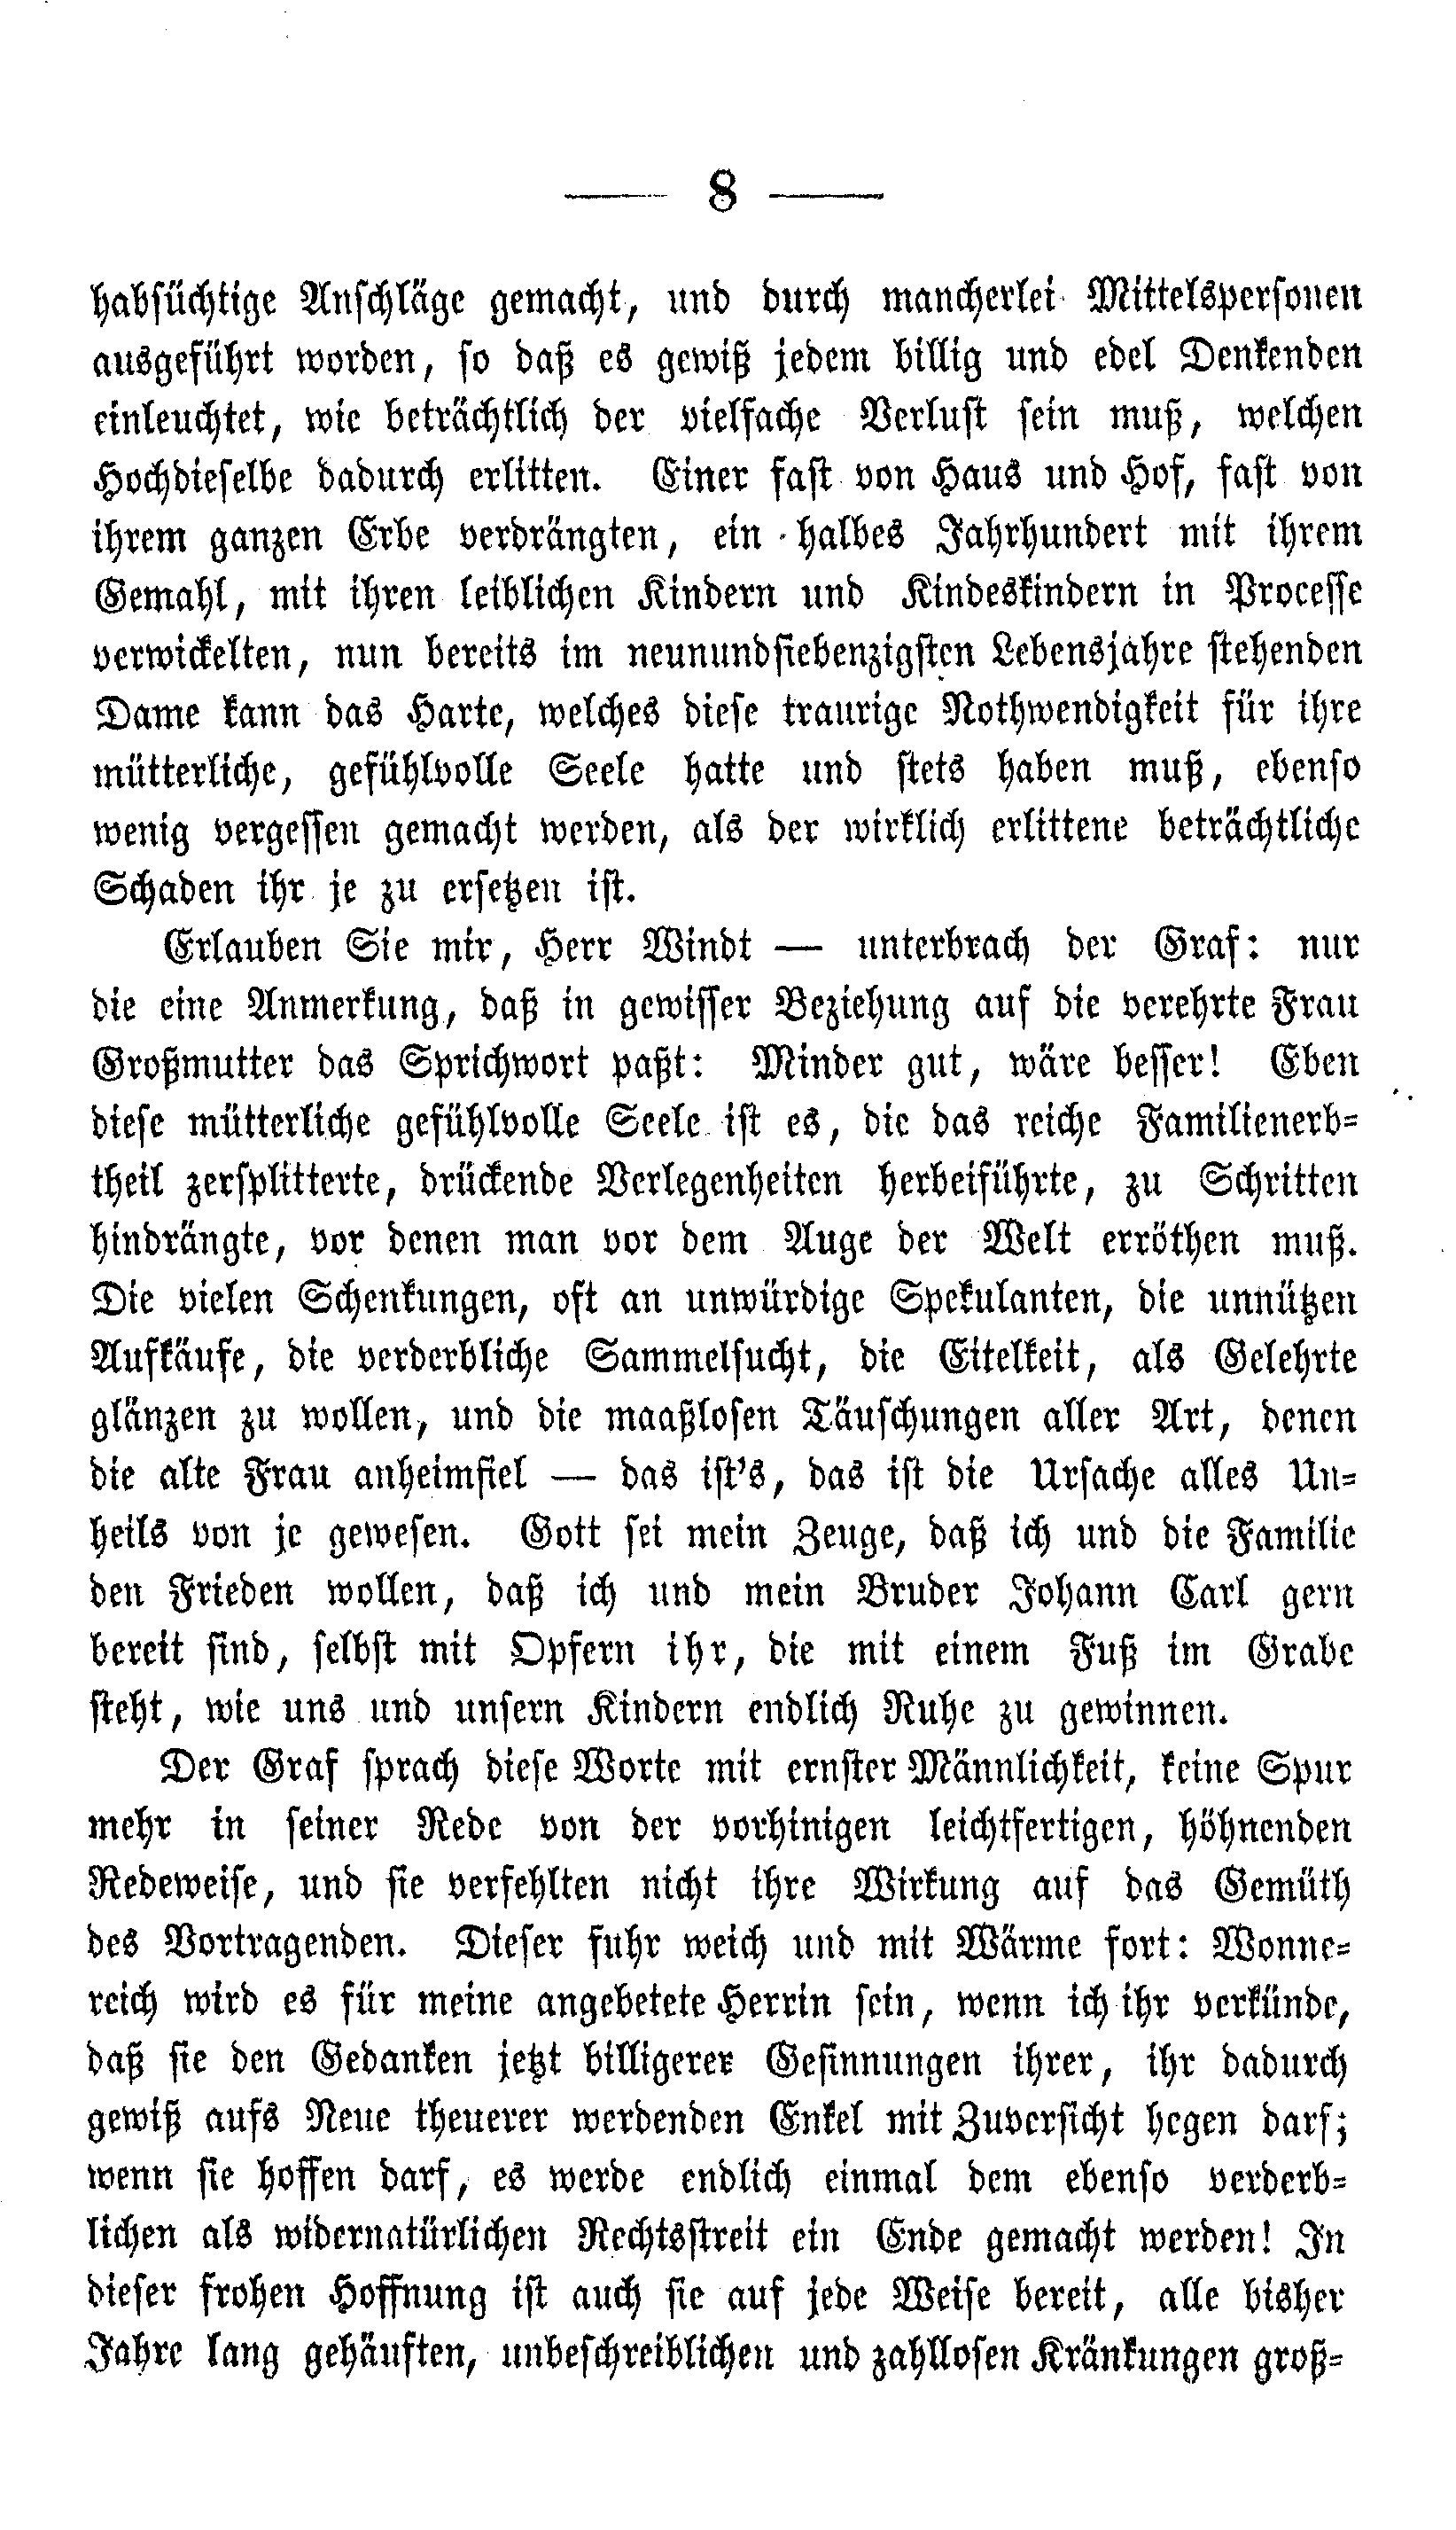 — 8 —
habsüchtige Anschläge gemacht, und durch mancherlei Mittelspersonen
ausgeführt worden, so daß es gewiß jedem billig und edel Denkenden
einleuchtet, wie beträchtlich der vielfache Verlust sein muß, welchen
Hochdieselbe dadurch erlitten. Einer fast von Haus und Hof, fast von
ihrem ganzen Erbe verdrängten, ein halbes Jahrhundert mit ihrem
Gemahl, mit ihren leiblichen Kindern und Kindeskindern in Processe
verwickelten, nun bereits im neunundsiebenzigsten Lebensjahre stehenden
Dame kann das Harte, welches diese traurige Nothwendigkeit für ihre
mütterliche, gefühlvolle Seele hatte und stets haben muß, ebenso
wenig vergessen gemacht werden, als der wirklich erlittene beträchtliche
Schaden ihr je zu ersetzen ist.
Erlauben Sie mir, Herr Windt — unterbrach der Graf: nur
die eine Anmerkung, daß in gewisser Beziehung auf die verehrte Frau
Großmutter das Sprichwort paßt: Minder gut, wäre besser! Eben
diese mütterliche gefühlvolle Seele ist es, die das reiche Familienerb-
theil zersplitterte, drückende Verlegenheiten herbeiführte, zu Schritten
hindrängte, vor denen man vor dem Auge der Welt erröthen muß.
Die vielen Schenkungen, oft an unwürdige Spekulanten, die unnützen
Aufkäufe, die verderbliche Sammelsucht, die Eitelkeit, als Gelehrte
glänzen zu wollen, und die maaßlosen Täuschungen aller Art, denen
die alte Frau anheimfiel — das ist's, das ist die Ursache alles Un-
heils von je gewesen. Gott sei mein Zeuge, daß ich und die Familie
den Frieden wollen, daß ich und mein Bruder Johann Carl gern
bereit sind, selbst mit Opfern ihr, die mit einem Fuß im Grabe
steht, wie uns und unsern Kindern endlich Ruhe zu gewinnen.
Der Graf sprach diese Worte mit ernster Männlichkeit, keine Spur
mehr in seiner Rede von der vorhinigen leichtfertigen, höhnenden
Redeweise, und sie verfehlten nicht ihre Wirkung auf das Gemüth
des Vortragenden. Dieser fuhr weich und mit Wärme fort: Wonne-
reich wird es für meine angebetete Herrin sein, wenn ich ihr verkünde,
daß sie den Gedanken jetzt billigerer Gesinnungen ihrer, ihr dadurch
gewiß aufs Neue theuerer werdenden Enkel mit Zuversicht hegen darf;
wenn sie hoffen darf, es werde endlich einmal dem ebenso verderb-
lichen als widernatürlichen Rechtsstreit ein Ende gemacht werden! In
dieser frohen Hoffnung ist auch sie auf jede Weise bereit, alle bisher
Jahre lang gehäuften, unbeschreiblichen und zahllosen Kränkungen groß-